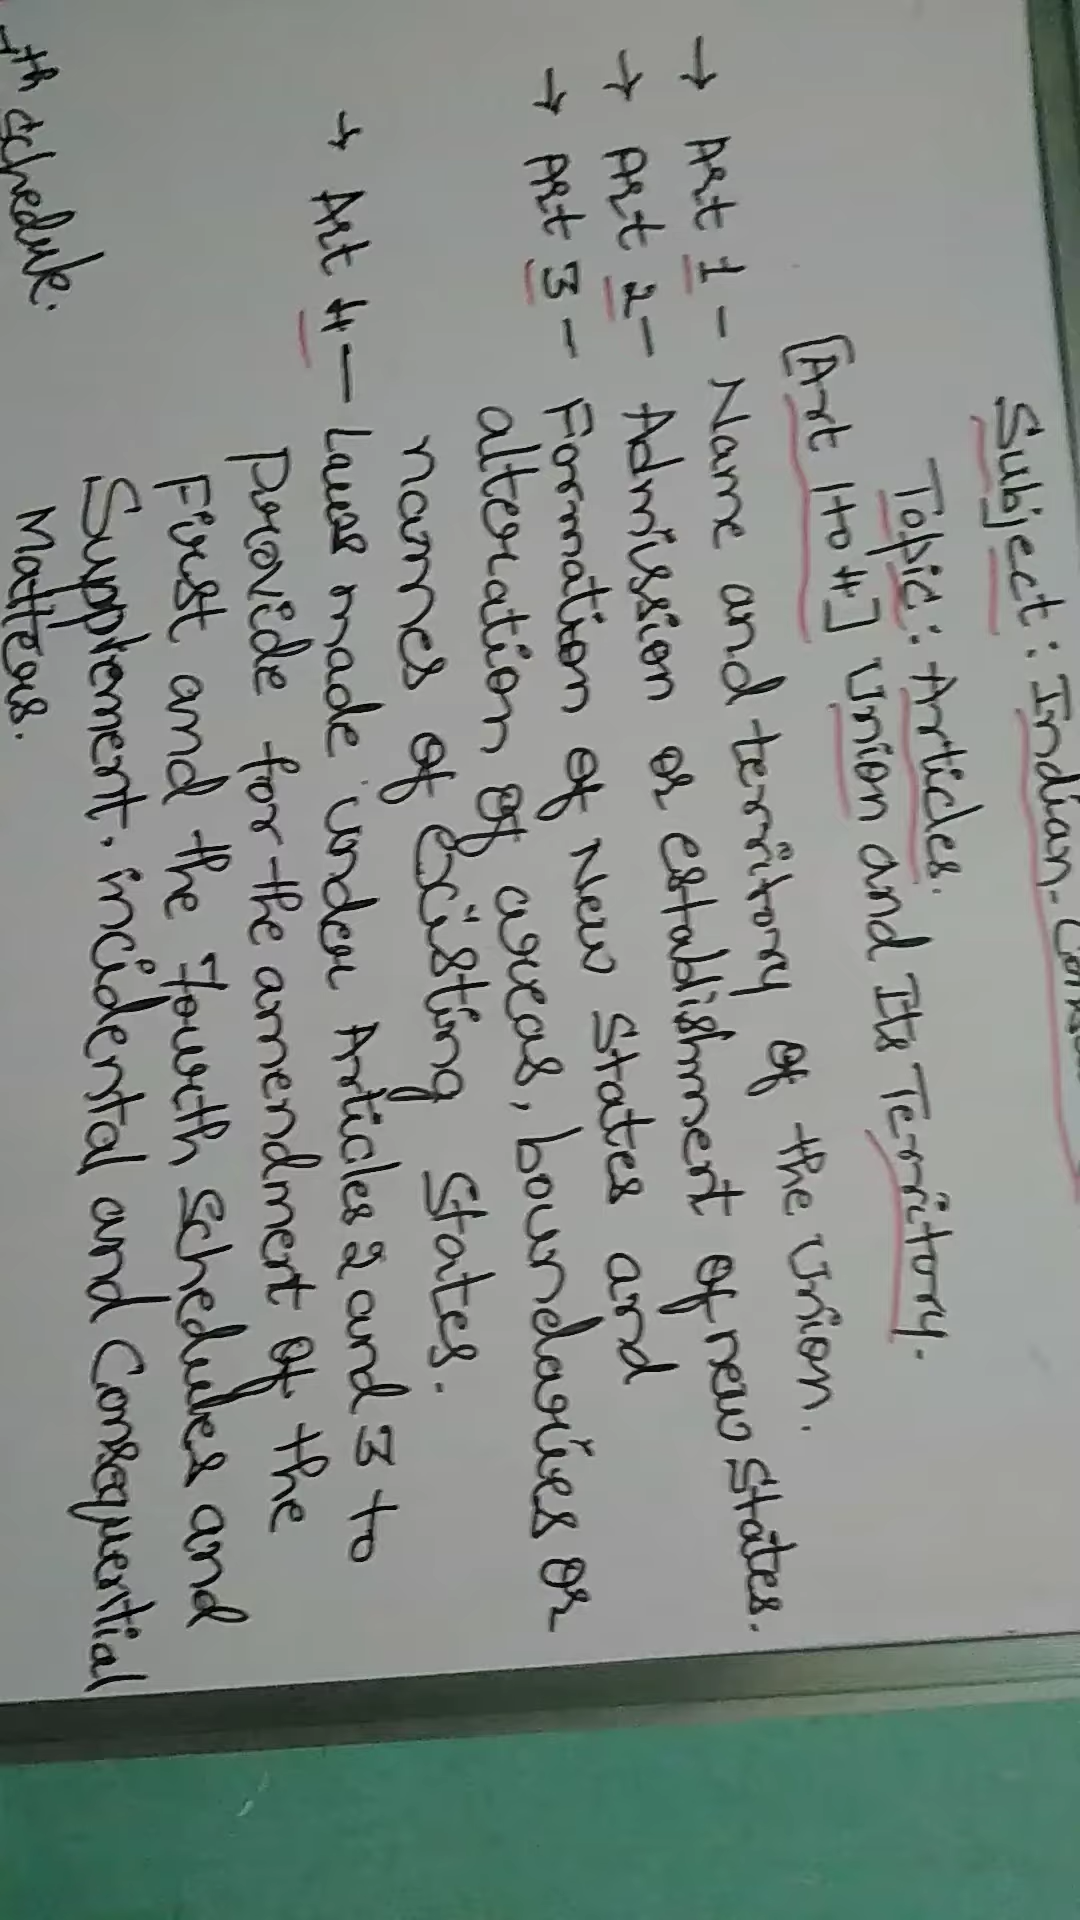 Subject: Indian-
Topic: Articles.
[Art 1 to 4] Union and Its Territory.
→ Art 1 - Name and territory of the Union.
→ Art 2 - Admission or establishment of new States.
→ Art 3 - Formation of New States and
alteration of areas, boundaries or
names of Existing States.
→ Art 4 - Laws made under Articles 2 and 3 to
provide for the amendment of the
First and the Fourth Schedules and
Supplement, incidental and Consequential
Matters.
th schedule.